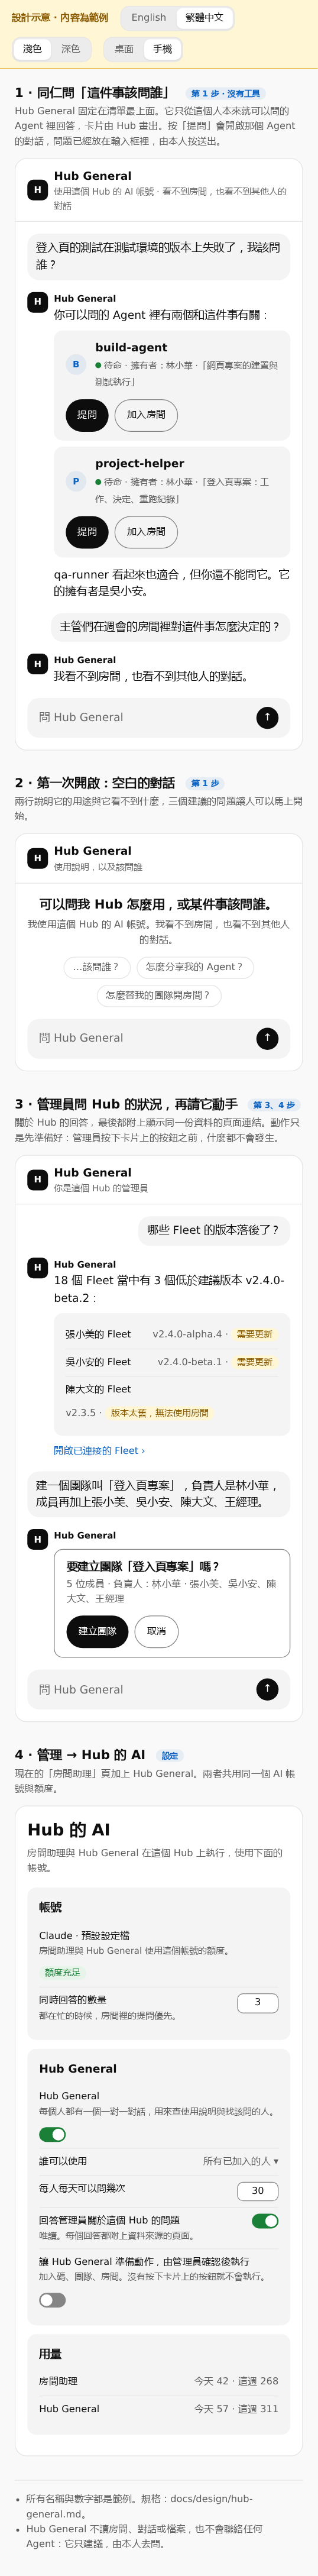 設計示意・內容為範例
English
繁體中文
淺色
深色
桌面
手機
1・同仁問「這件事該問誰」 第 1 步・沒有工具
Hub General 固定在清單最上面。它只從這個人本來就可以問的
Agent 裡回答，卡片由 Hub 畫出。按「提問」會開啟那個 Agent
的對話，問題已經放在輸入框裡，由本人按送出。
H
Hub General
使用這個 Hub 的 AI 帳號・看不到房間，也看不到其他人的
對話
登入頁的測試在測試環境的版本上失敗了，我該問
誰？
H
Hub General
你可以問的 Agent 裡有兩個和這件事有關：
build-agent
B
待命・擁有者：林小華・「網頁專案的建置與
測試執行」
提問
加入房間
project-helper
P
待命・擁有者：林小華・「登入頁專案：工
作、決定、重跑紀錄」
提問
加入房間
qa-runner 看起來也適合，但你還不能問它。它
的擁有者是吳小安。
主管們在週會的房間裡對這件事怎麼決定的？
H
Hub General
我看不到房間，也看不到其他人的對話。
問 Hub General
↑
2・第一次開啟：空白的對話 第 1 步
兩行說明它的用途與它看不到什麼，三個建議的問題讓人可以馬上開
始。
H
Hub General
使用說明，以及該問誰
可以問我 Hub 怎麼用，或某件事該問誰。
我使用這個 Hub 的 AI 帳號。我看不到房間，也看不到其他人
的對話。
…該問誰？
怎麼分享我的 Agent？
怎麼替我的團隊開房間？
問 Hub General
↑
3・管理員問 Hub 的狀況，再請它動手 第 3、4 步
關於 Hub 的回答，最後都附上顯示同一份資料的頁面連結。動作只
是先準備好：管理員按下卡片上的按鈕之前，什麼都不會發生。
H
Hub General
你是這個 Hub 的管理員
哪些 Fleet 的版本落後了？
H
Hub General
18 個 Fleet 當中有 3 個低於建議版本 v2.4.0-
beta.2：
張小美的 Fleet v2.4.0-alpha.4・ 需要更新
吳小安的 Fleet v2.4.0-beta.1・ 需要更新
陳大文的 Fleet
v2.3.5・ 版本太舊，無法使用房間
開啟已連接的 Fleet ›
建一個團隊叫「登入頁專案」，負責人是林小華，
成員再加上張小美、吳小安、陳大文、王經理。
H
Hub General
要建立團隊「登入頁專案」嗎？
5 位成員・負責人：林小華・張小美、吳小安、陳
大文、王經理
建立團隊
取消
問 Hub General
↑
4・管理 → Hub 的 AI 設定
現在的「房間助理」頁加上 Hub General。兩者共用同一個 AI 帳
號與額度。
Hub 的 AI
房間助理與 Hub General 在這個 Hub 上執行，使用下面的
帳號。
帳號
Claude・預設設定檔
房間助理與 Hub General 使用這個帳號的額度。
額度充足
同時回答的數量 3
都在忙的時候，房間裡的提問優先。
Hub General
Hub General
每個人都有一個一對一對話，用來查使用說明與找該問的人。
誰可以使用 所有已加入的人 ▾
每人每天可以問幾次 30
回答管理員關於這個 Hub 的問題
唯讀。每個回答都附上資料來源的頁面。
讓 Hub General 準備動作，由管理員確認後執行
加入碼、團隊、房間。沒有按下卡片上的按鈕就不會執行。
用量
房間助理 今天 42・這週 268
Hub General 今天 57・這週 311
• 所有名稱與數字都是範例。規格：docs/design/hub-
general.md。
• Hub General 不讀房間、對話或檔案，也不會聯絡任何
Agent：它只建議，由本人去問。